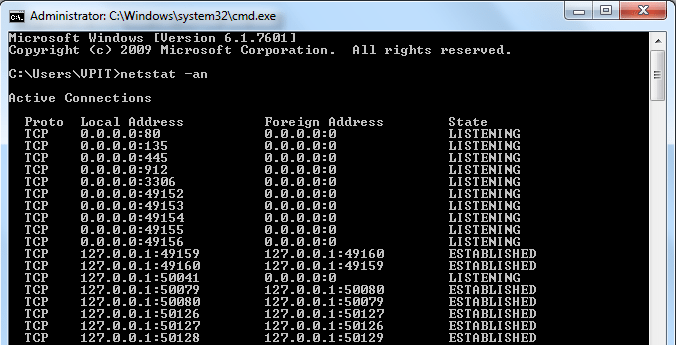 Administrator: C:\Windows\system32\cmd.exe
Microsoft Windows [Version 6.1.7601]
Copyright (c) 2009 Microsoft Corporation.  All rights reserved.
C:\Users\VPIT>netstat -an
Active Connections
  Proto  Local Address          Foreign Address        State
  TCP    0.0.0.0:80             0.0.0.0:0              LISTENING
  TCP    0.0.0.0:135            0.0.0.0:0              LISTENING
  TCP    0.0.0.0:445            0.0.0.0:0              LISTENING
  TCP    0.0.0.0:912            0.0.0.0:0              LISTENING
  TCP    0.0.0.0:3306           0.0.0.0:0              LISTENING
  TCP    0.0.0.0:49152          0.0.0.0:0              LISTENING
  TCP    0.0.0.0:49153          0.0.0.0:0              LISTENING
  TCP    0.0.0.0:49154          0.0.0.0:0              LISTENING
  TCP    0.0.0.0:49155          0.0.0.0:0              LISTENING
  TCP    0.0.0.0:49156          0.0.0.0:0              LISTENING
  TCP    127.0.0.1:49159        127.0.0.1:49160        ESTABLISHED
  TCP    127.0.0.1:49160        127.0.0.1:49159        ESTABLISHED
  TCP    127.0.0.1:50041        0.0.0.0:0              LISTENING
  TCP    127.0.0.1:50079        127.0.0.1:50080        ESTABLISHED
  TCP    127.0.0.1:50080        127.0.0.1:50079        ESTABLISHED
  TCP    127.0.0.1:50126        127.0.0.1:50127        ESTABLISHED
  TCP    127.0.0.1:50127        127.0.0.1:50126        ESTABLISHED
  TCP    127.0.0.1:50128        127.0.0.1:50129        ESTABLISHED